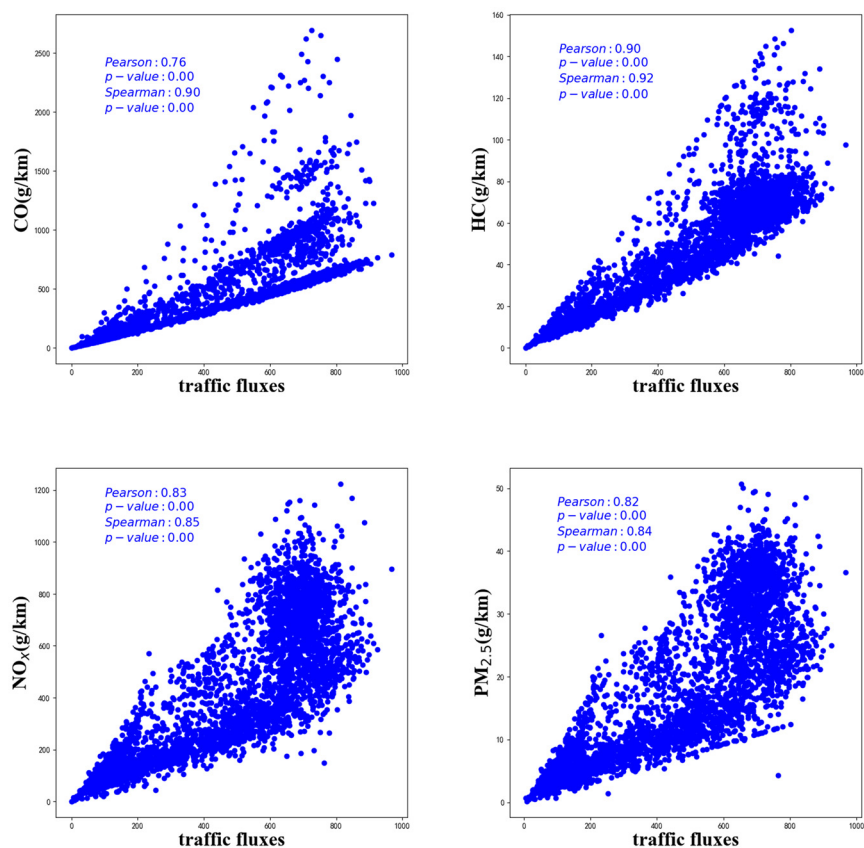 2500
2000
1500
1000
500
0
CO(g/km)
Pearson: 0.76
p − value: 0.00
Spearman: 0.90
p − value: 0.00
0 200 400 600 800 1000
traffic fluxes
160
140
120
100
80
60
40
20
0
HC(g/km)
Pearson: 0.90
p − value: 0.00
Spearman: 0.92
p − value: 0.00
0 200 400 600 800 1000
traffic fluxes
1200
1000
800
600
400
200
0
NOx(g/km)
Pearson: 0.83
p − value: 0.00
Spearman: 0.85
p − value: 0.00
0 200 400 600 800 1000
traffic fluxes
50
40
30
20
10
0
PM2.5(g/km)
Pearson: 0.82
p − value: 0.00
Spearman: 0.84
p − value: 0.00
0 200 400 600 800 1000
traffic fluxes